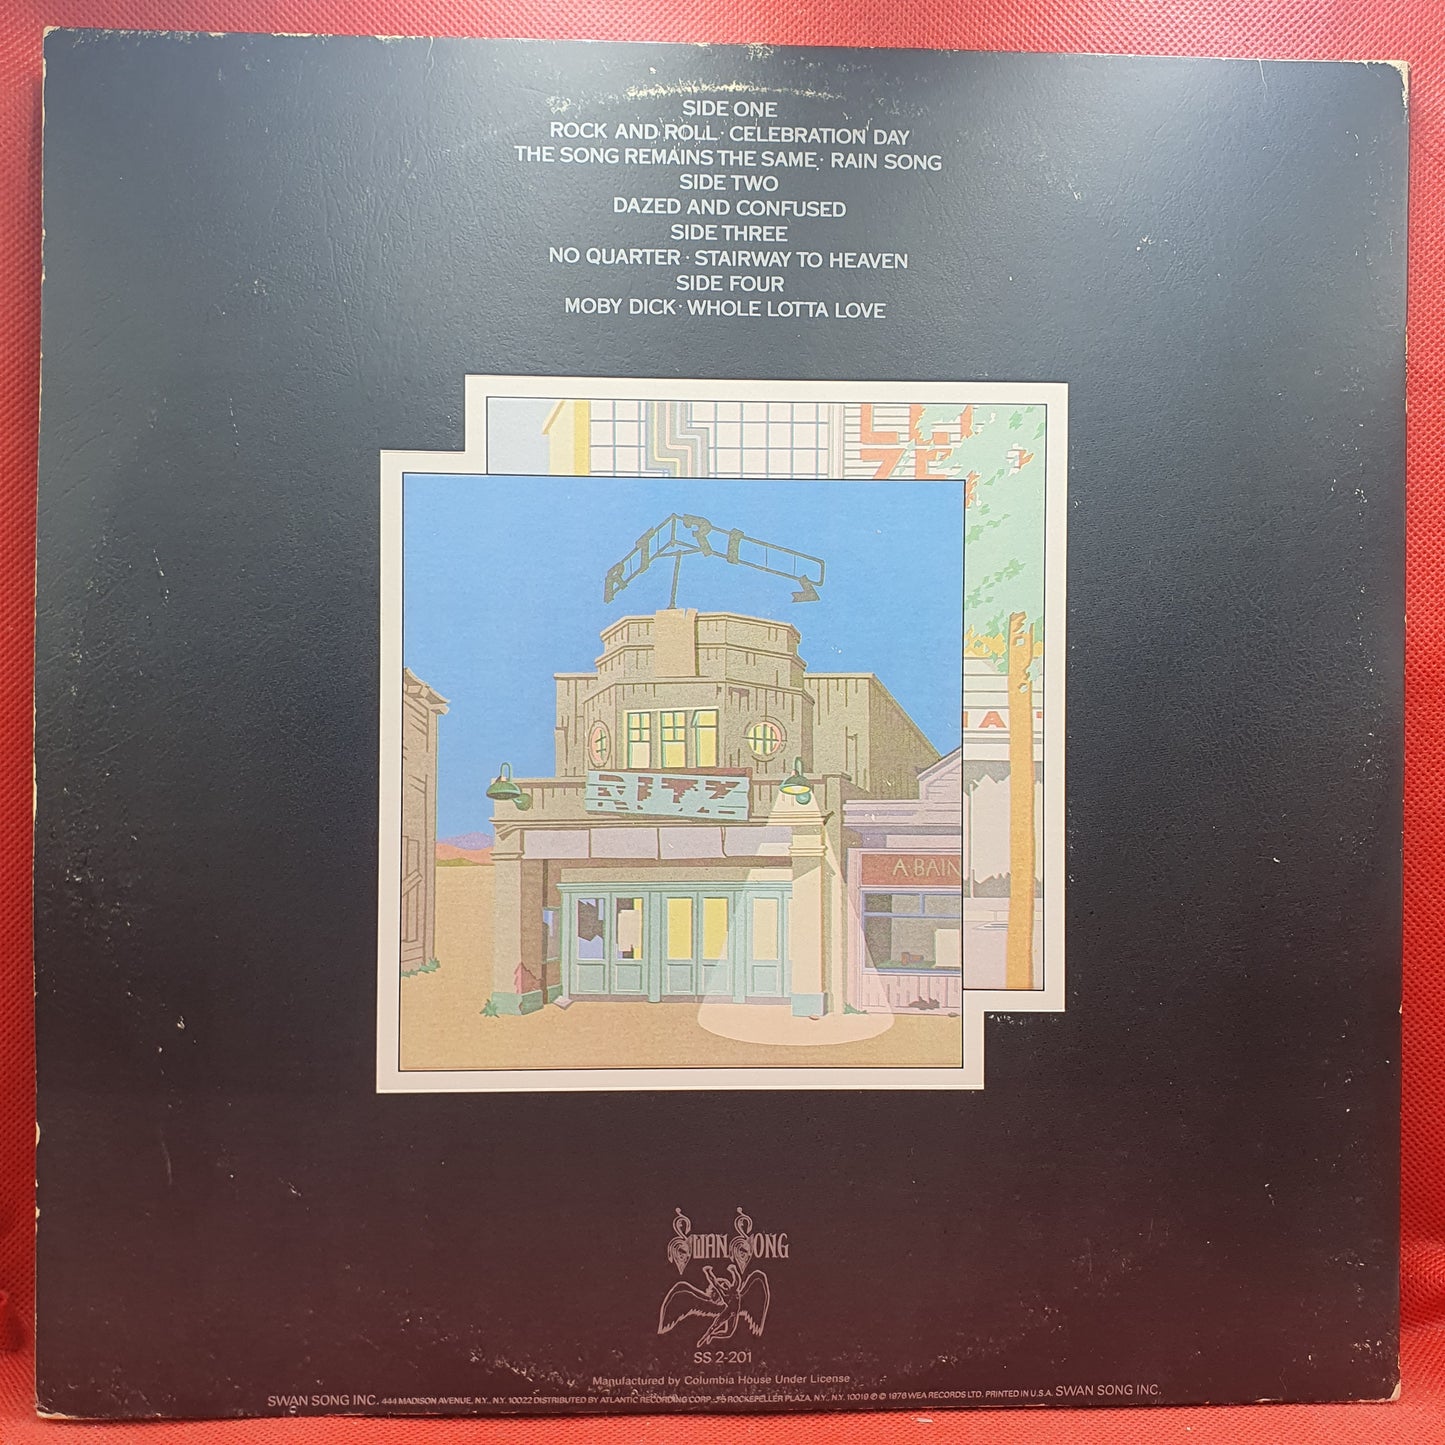 SIDE ONE
ROCK AND ROLL · CELEBRATION DAY
THE SONG REMAINS THE SAME · RAIN SONG
SIDE TWO
DAZED AND CONFUSED
SIDE THREE
NO QUARTER · STAIRWAY TO HEAVEN
SIDE FOUR
MOBY DICK · WHOLE LOTTA LOVE
RITZ
A·BAIN
SWAN SONG
SS 2-201
Manufactured by Columbia House Under License
SWAN SONG INC. 444 MADISON AVENUE, N.Y., N.Y. 10022 DISTRIBUTED BY ATLANTIC RECORDING CORP., 75 ROCKEFELLER PLAZA, N.Y., N.Y. 10019 ℗ © 1976 WEA RECORDS LTD. PRINTED IN U.S.A. SWAN SONG INC.